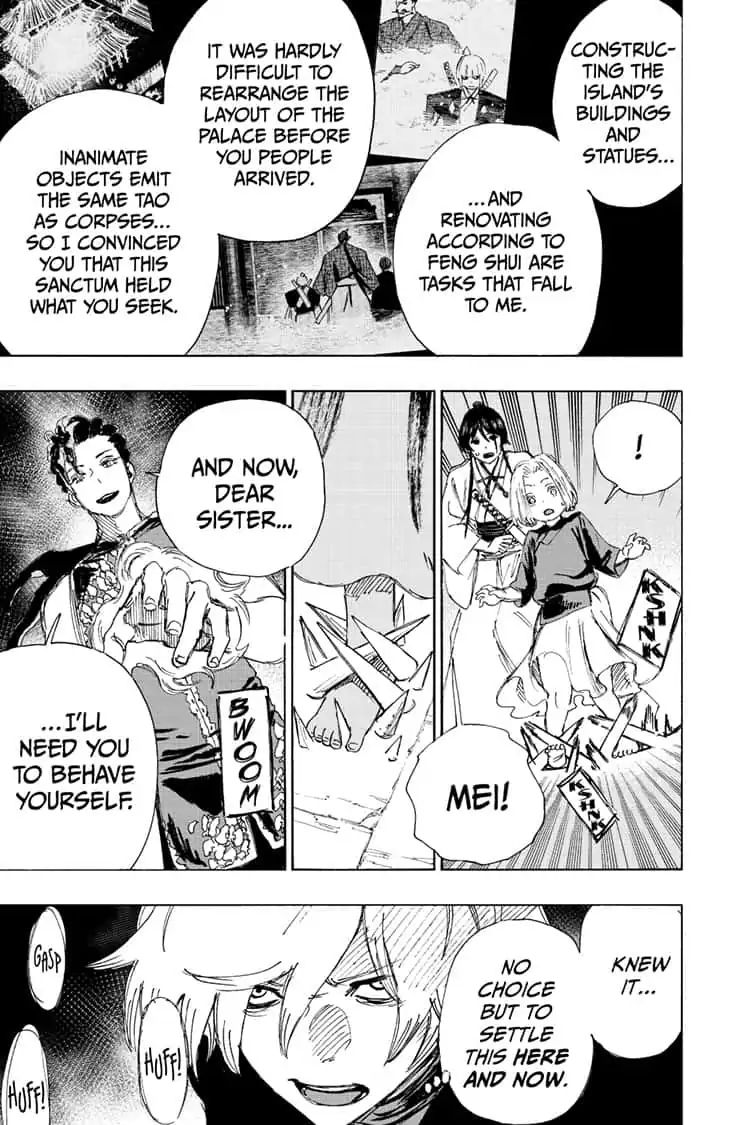 CONSTRUC-
TING THE
ISLAND'S
BUILDINGS
AND
STATUES...
...AND
RENOVATING
ACCORDING TO
FENG SHUI ARE
TASKS THAT FALL
TO ME.
IT WAS HARDLY
DIFFICULT TO
REARRANGE THE
LAYOUT OF THE
PALACE BEFORE
YOU PEOPLE
ARRIVED.
INANIMATE
OBJECTS EMIT
THE SAME TAO
AS CORPSES...
SO I CONVINCED
YOU THAT THIS
SANCTUM HELD
WHAT YOU SEEK.
!
KSHNK
KSHNK
MEI!
AND NOW,
DEAR
SISTER...
BWOOM
...I'LL
NEED YOU
TO BEHAVE
YOURSELF.
KNEW
IT...
NO
CHOICE
BUT TO
SETTLE
THIS HERE
AND NOW.
GASP
HUFF!
HUFF!